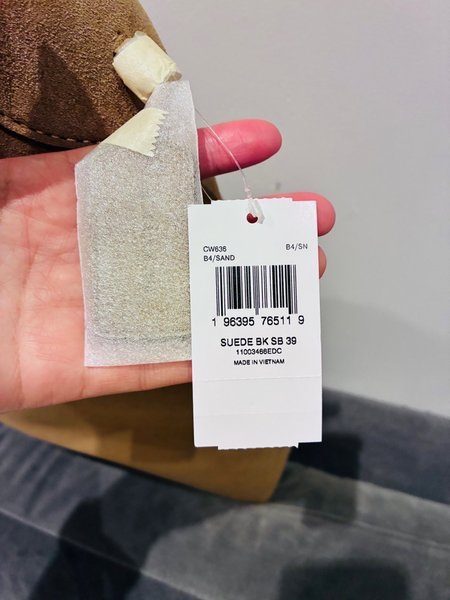 CW636 B4/SN
B4/SAND
1 96395 76511 9
SUEDE BK SB 39
11003466EDC
MADE IN VIETNAM